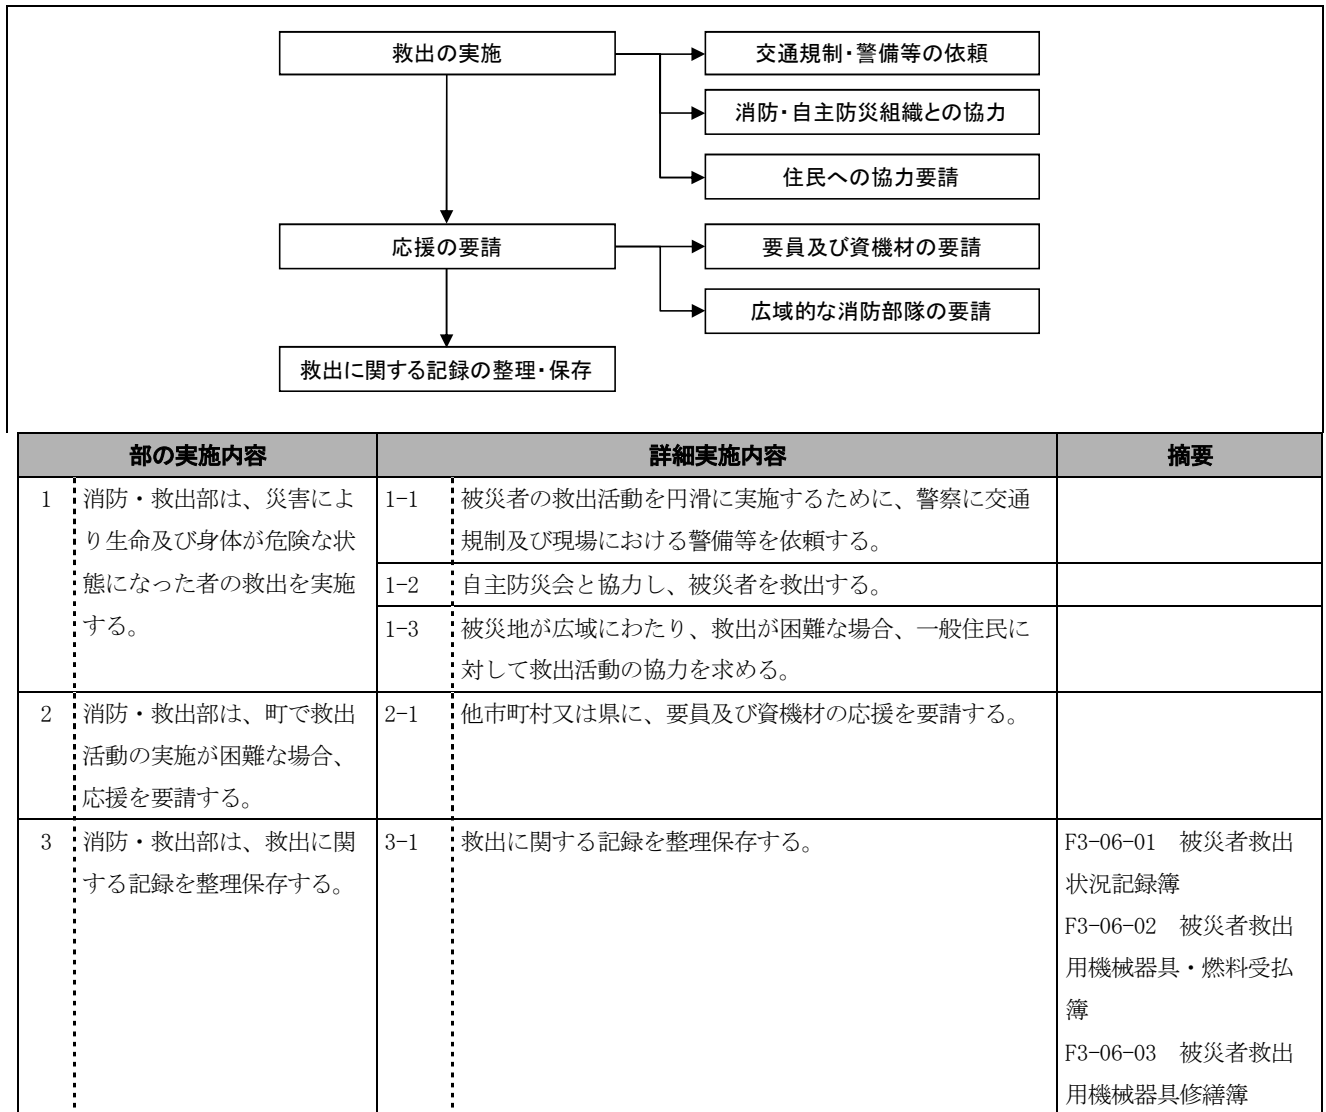 救出の実施
交通規制・警備等の依頼
消防・自主防災組織との協力
住民への協力要請
応援の要請
要員及び資機材の要請
広域的な消防部隊の要請
救出に関する記録の整理・保存
部の実施内容
詳細実施内容
摘要
1
消防・救出部は、災害によ
り生命及び身体が危険な状
態になった者の救出を実施
する。
1-1
被災者の救出活動を円滑に実施するために、警察に交通
規制及び現場における警備等を依頼する。
1-2
自主防災会と協力し、被災者を救出する。
1-3
被災地が広域にわたり、救出が困難な場合、一般住民に
対して救出活動の協力を求める。
2
消防・救出部は、町で救出
活動の実施が困難な場合、
応援を要請する。
2-1
他市町村又は県に、要員及び資機材の応援を要請する。
3
消防・救出部は、救出に関
する記録を整理保存する。
3-1
救出に関する記録を整理保存する。
F3-06-01　被災者救出
状況記録簿
F3-06-02　被災者救出
用機械器具・燃料受払
簿
F3-06-03　被災者救出
用機械器具修繕簿